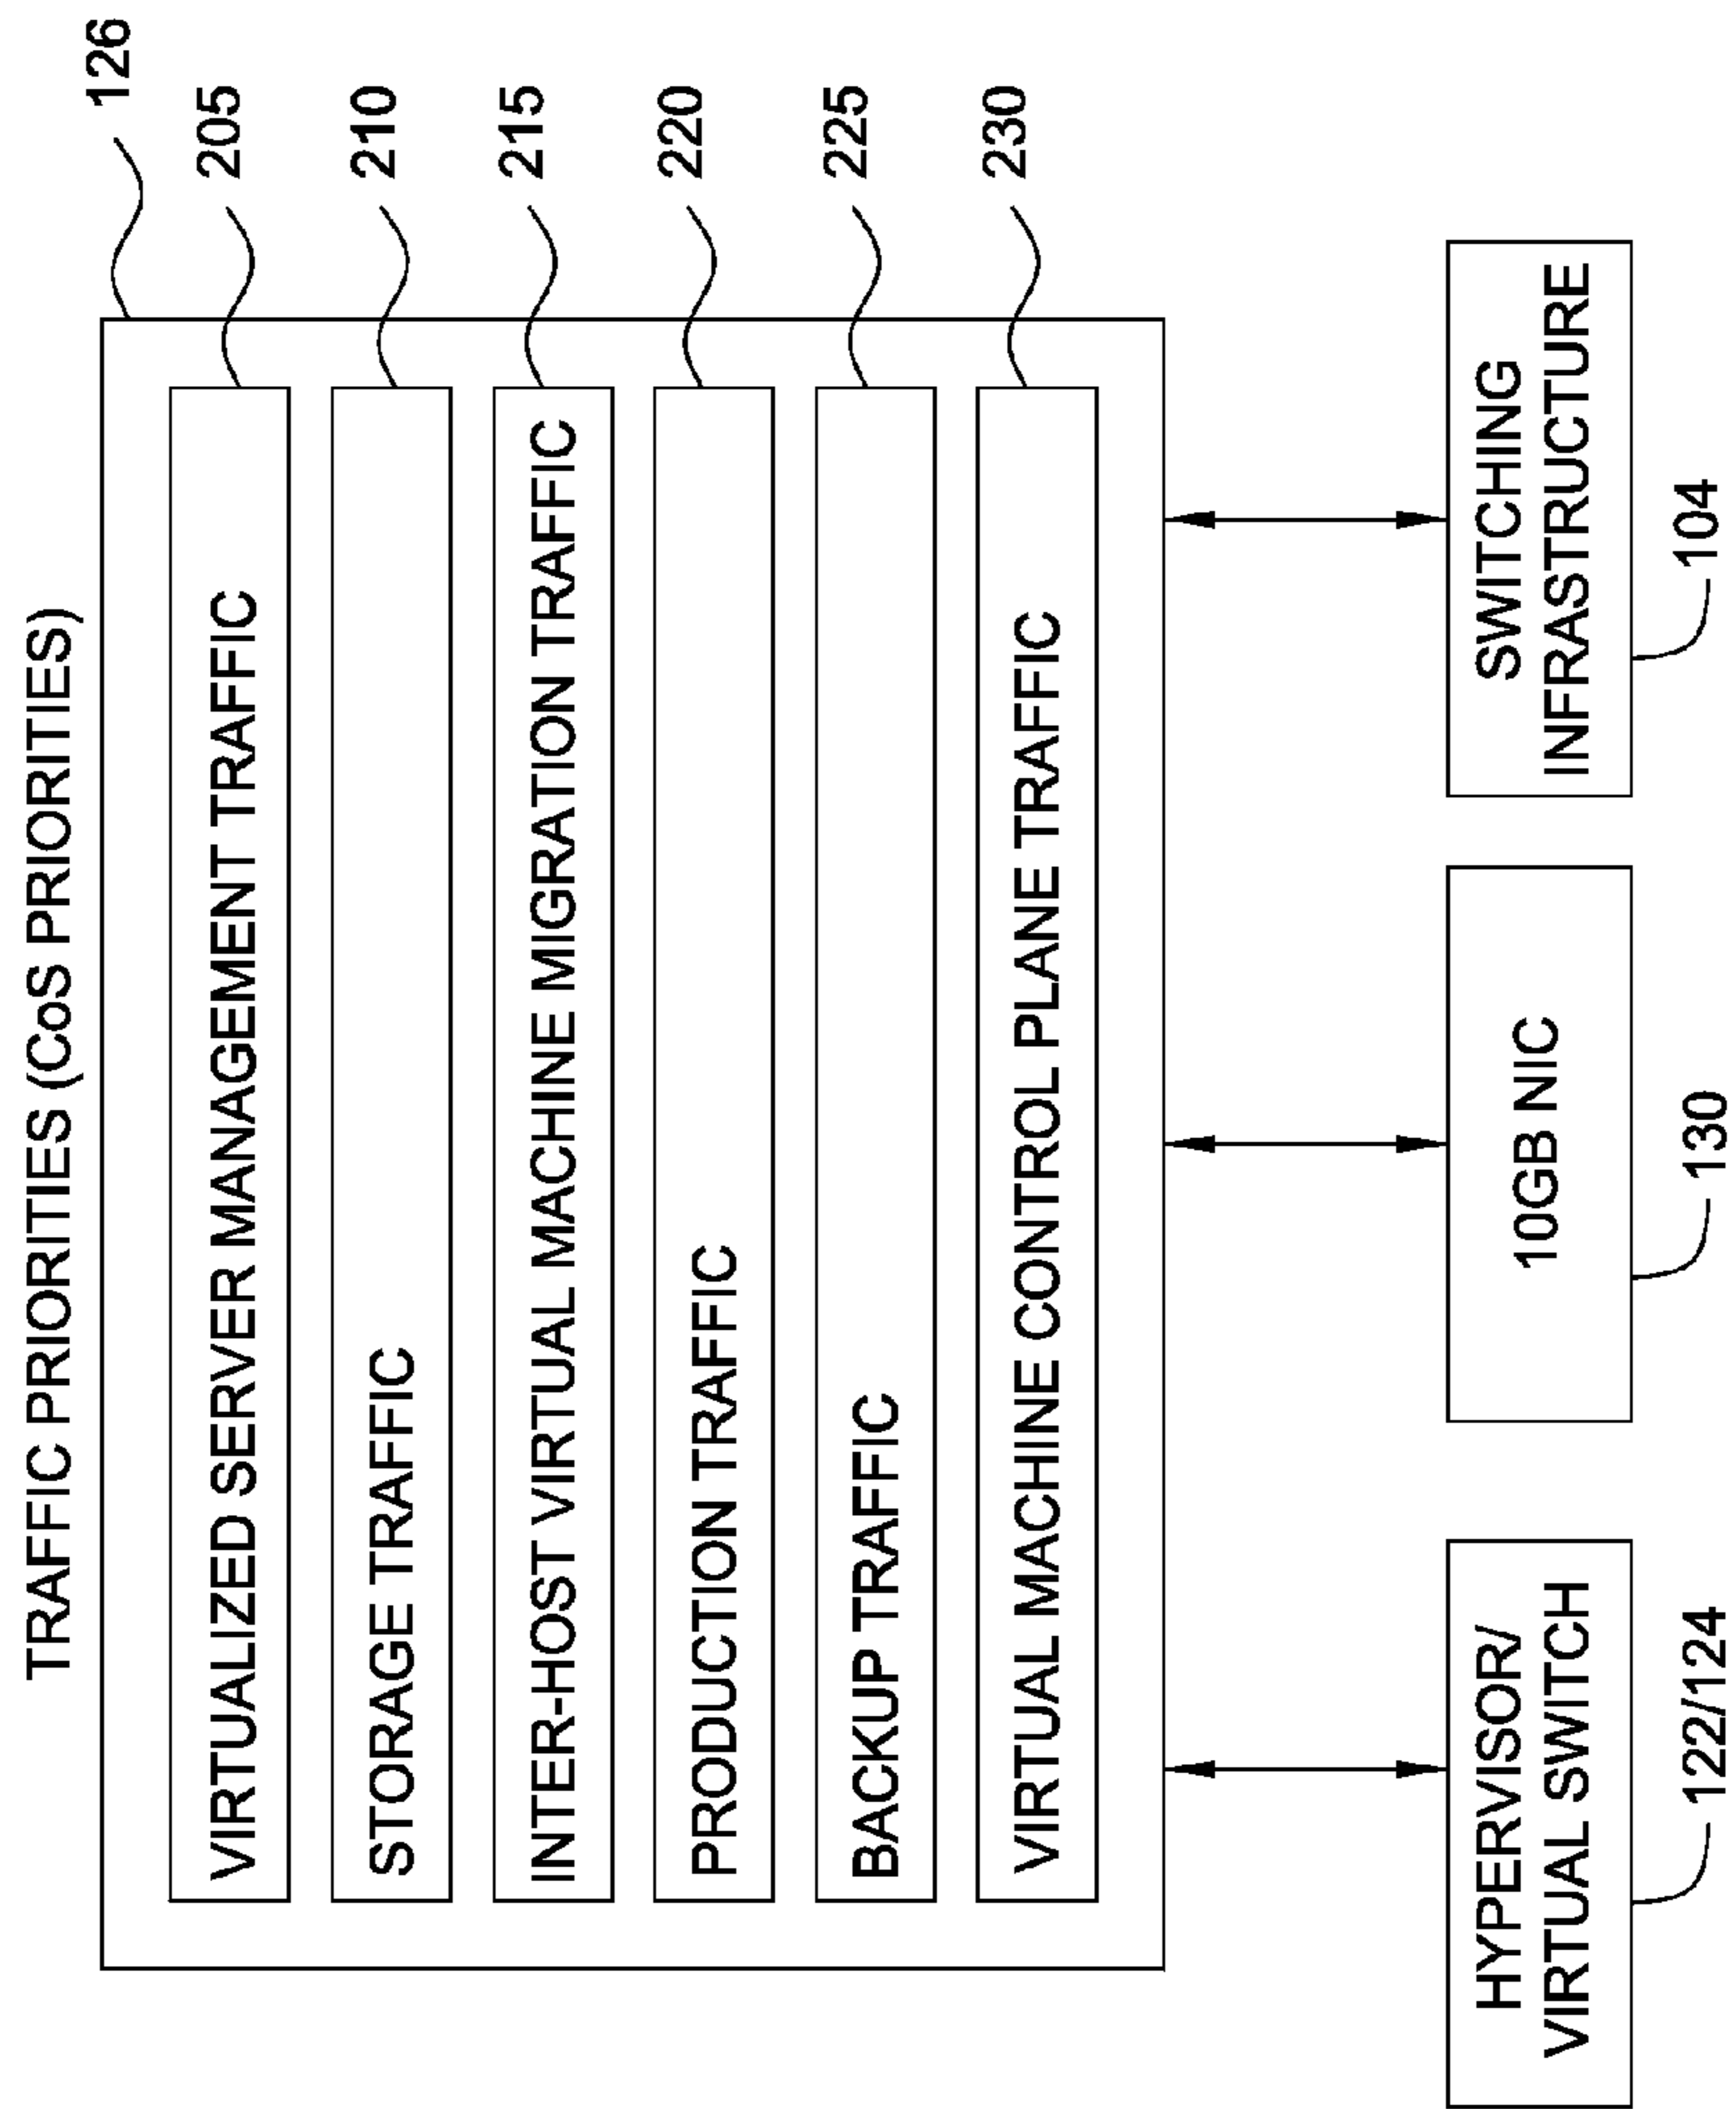 TRAFFIC PRIORITIES (CoS PRIORITIES)
126
VIRTUALIZED SERVER MANAGEMENT TRAFFIC
205
STORAGE TRAFFIC
210
INTER-HOST VIRTUAL MACHINE MIGRATION TRAFFIC
215
PRODUCTION TRAFFIC
220
BACKUP TRAFFIC
225
VIRTUAL MACHINE CONTROL PLANE TRAFFIC
230
HYPERVISOR/
VIRTUAL SWITCH
122/124
10GB NIC
130
SWITCHING
INFRASTRUCTURE
104